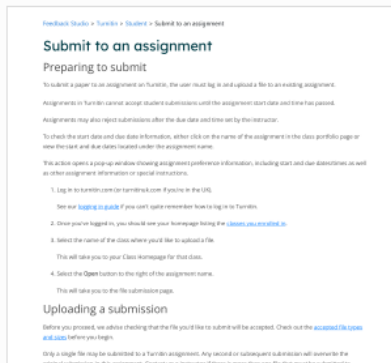 Feedback Studio > Turnitin > Student > Submit to an assignment
Submit to an assignment
Preparing to submit
To submit a paper to an assignment on Turnitin, the user must log in and upload a file to an existing assignment.
Assignments in Turnitin cannot accept student submissions until the assignment start date and time has passed.
Assignments may also reject submissions after the due date and time set by the instructor.
To check the start date and due date information, either click on the name of the assignment in the class portfolio page or
view the start and due dates located under the assignment name.
This action opens a pop-up window showing assignment preference information, including start and due dates/times as well
as other assignment information or special instructions.
1. Log in to turnitin.com (or turnitinuk.com if you're in the UK).
See our logging in guide if you can't quite remember how to log in to Turnitin.
2. Once you've logged in, you should see your homepage listing the classes you enrolled in.
3. Select the name of the class where you'd like to upload a file
This will take you to your Class Homepage for that class.
4. Select the Open button to the right of the assignment name.
This will take you to the file submission page.
Uploading a submission
Before you proceed, we advise checking that the file you'd like to submit will be accepted. Check out the accepted file types
and sizes before you begin.
Only a single file may be submitted to a Turnitin assignment. Any second or subsequent submission will overwrite the